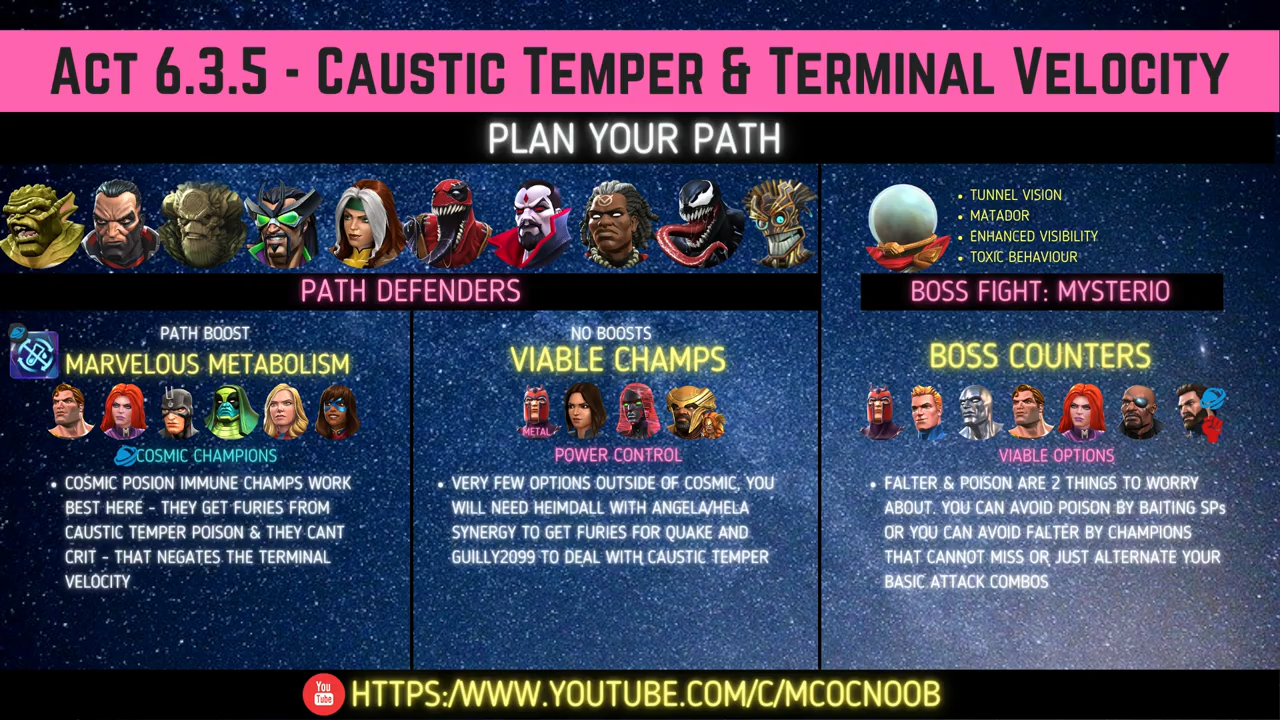 ACT 6.3.5 - CAUSTIC TEMPER & TERMINAL VELOCITY
PLAN YOUR PATH
PATH DEFENDERS
PATH BOOST
MARVELOUS METABOLISM
COSMIC CHAMPIONS
• COSMIC POSION IMMUNE CHAMPS WORK
BEST HERE - THEY GET FURIES FROM
CAUSTIC TEMPER POISON & THEY CANT
CRIT - THAT NEGATES THE TERMINAL
VELOCITY
NO BOOSTS
VIABLE CHAMPS
METAL
POWER CONTROL
• VERY FEW OPTIONS OUTSIDE OF COSMIC, YOU
WILL NEED HEIMDALL WITH ANGELA/HELA
SYNERGY TO GET FURIES FOR QUAKE AND
GUILLY2099 TO DEAL WITH CAUSTIC TEMPER
• TUNNEL VISION
• MATADOR
• ENHANCED VISIBILITY
• TOXIC BEHAVIOUR
BOSS FIGHT: MYSTERIO
BOSS COUNTERS
VIABLE OPTIONS
• FALTER & POISON ARE 2 THINGS TO WORRY
ABOUT. YOU CAN AVOID POISON BY BAITING SPs
OR YOU CAN AVOID FALTER BY CHAMPIONS
THAT CANNOT MISS OR JUST ALTERNATE YOUR
BASIC ATTACK COMBOS
You
Tube
HTTPS:/WWW.YOUTUBE.COM/C/MCOCNOOB